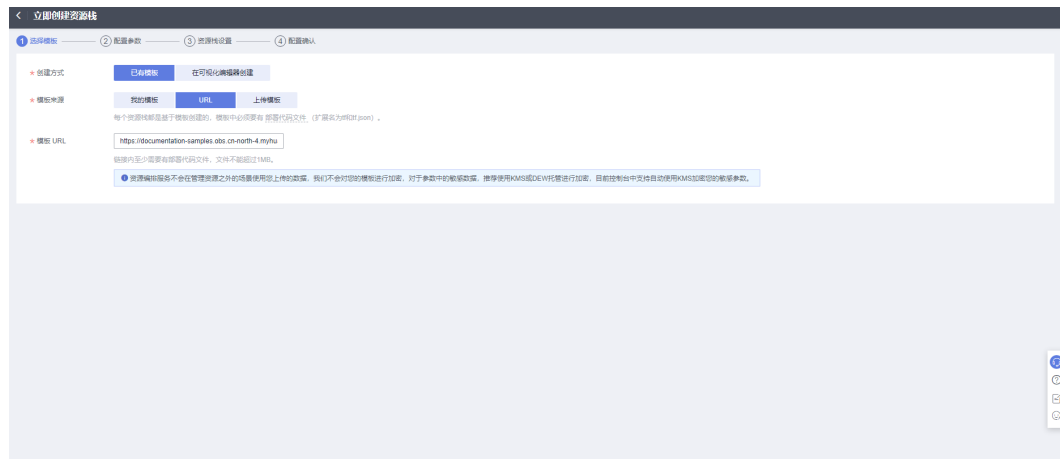 立即创建资源栈
1 选择模板 2 配置参数 3 资源栈设置 4 配置确认
* 创建方式 已有模板 在可视化编辑器创建
* 模板来源 我的模板 URL 上传模板
每个资源栈都是基于模板创建的，模板中必须要有 部署代码文件 （扩展名为tf和tf.json）。
* 模板 URL https://documentation-samples.obs.cn-north-4.myhu
链接内至少需要有部署代码文件，文件不能超过1MB。
资源编排服务不会在管理资源之外的场景使用您上传的数据，我们不会对您的模板进行加密，对于参数中的敏感数据，推荐使用KMS或DEW托管进行加密，目前控制台中支持自动使用KMS加密您的敏感参数。